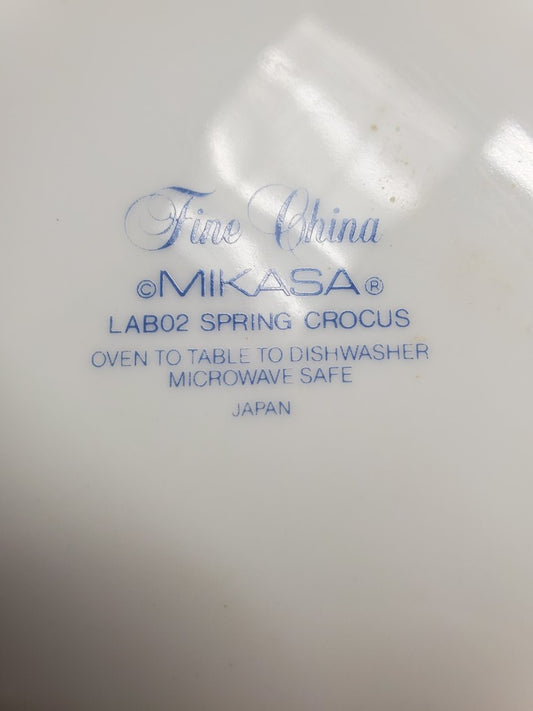 Fine China
©MIKASA®
LAB02 SPRING CROCUS
OVEN TO TABLE TO DISHWASHER
MICROWAVE SAFE
JAPAN